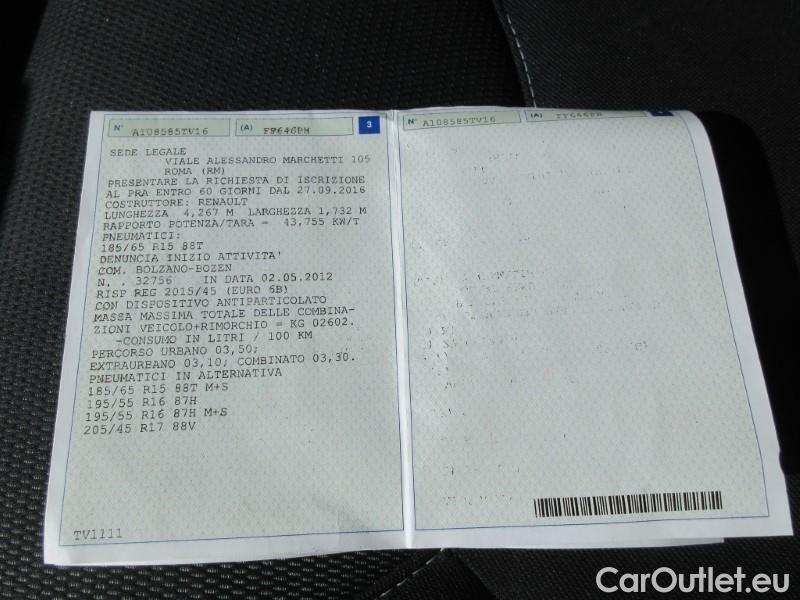 N° A108585TV16 (A) FF646PH 3
SEDE LEGALE
VIALE ALESSANDRO MARCHETTI 105
ROMA (RM)
PRESENTARE LA RICHIESTA DI ISCRIZIONE
AL PRA ENTRO 60 GIORNI DAL 27.09.2016
COSTRUTTORE: RENAULT
LUNGHEZZA 4,267 M LARGHEZZA 1,732 M
RAPPORTO POTENZA/TARA = 43,755 KW/T
PNEUMATICI:
185/65 R15 88T
DENUNCIA INIZIO ATTIVITA'
COM. BOLZANO-BOZEN
N. . 32756 IN DATA 02.05.2012
RISP REG 2015/45 (EURO 6B)
CON DISPOSITIVO ANTIPARTICOLATO
MASSA MASSIMA TOTALE DELLE COMBINA-
ZIONI VEICOLO+RIMORCHIO = KG 02602.
-CONSUMO IN LITRI / 100 KM
PERCORSO URBANO 03,50;
EXTRAURBANO 03,10; COMBINATO 03,30.
PNEUMATICI IN ALTERNATIVA
185/65 R15 88T M+S
195/55 R16 87H
195/55 R16 87H M+S
205/45 R17 88V
TV1111
N° A108585TV16 (A) FF646PH
CarOutlet.eu